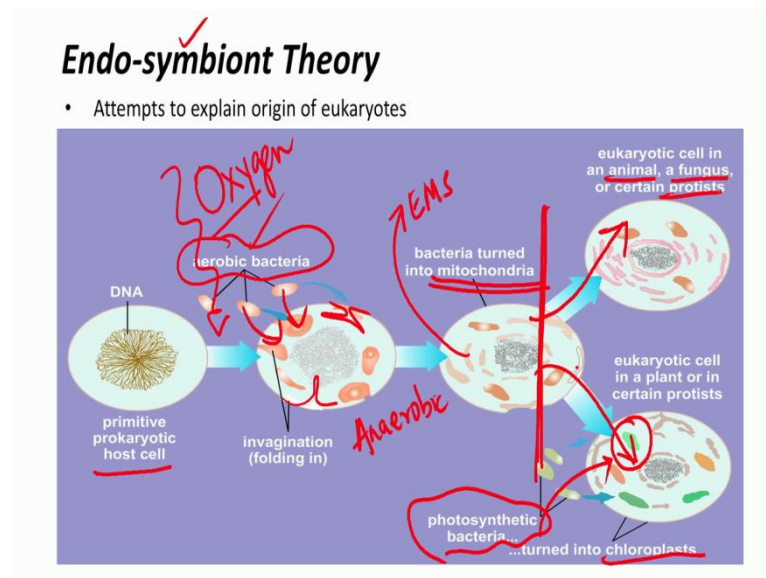 Endo-symbiont Theory
• Attempts to explain origin of eukaryotes
Oxygen
aerobic bacteria
DNA
primitive
prokaryotic
host cell
invagination
(folding in)
Anaerobic
EMS
bacteria turned
into mitochondria
eukaryotic cell in
an animal, a fungus,
or certain protists
eukaryotic cell
in a plant or in
certain protists
photosynthetic
bacteria...
...turned into chloroplasts